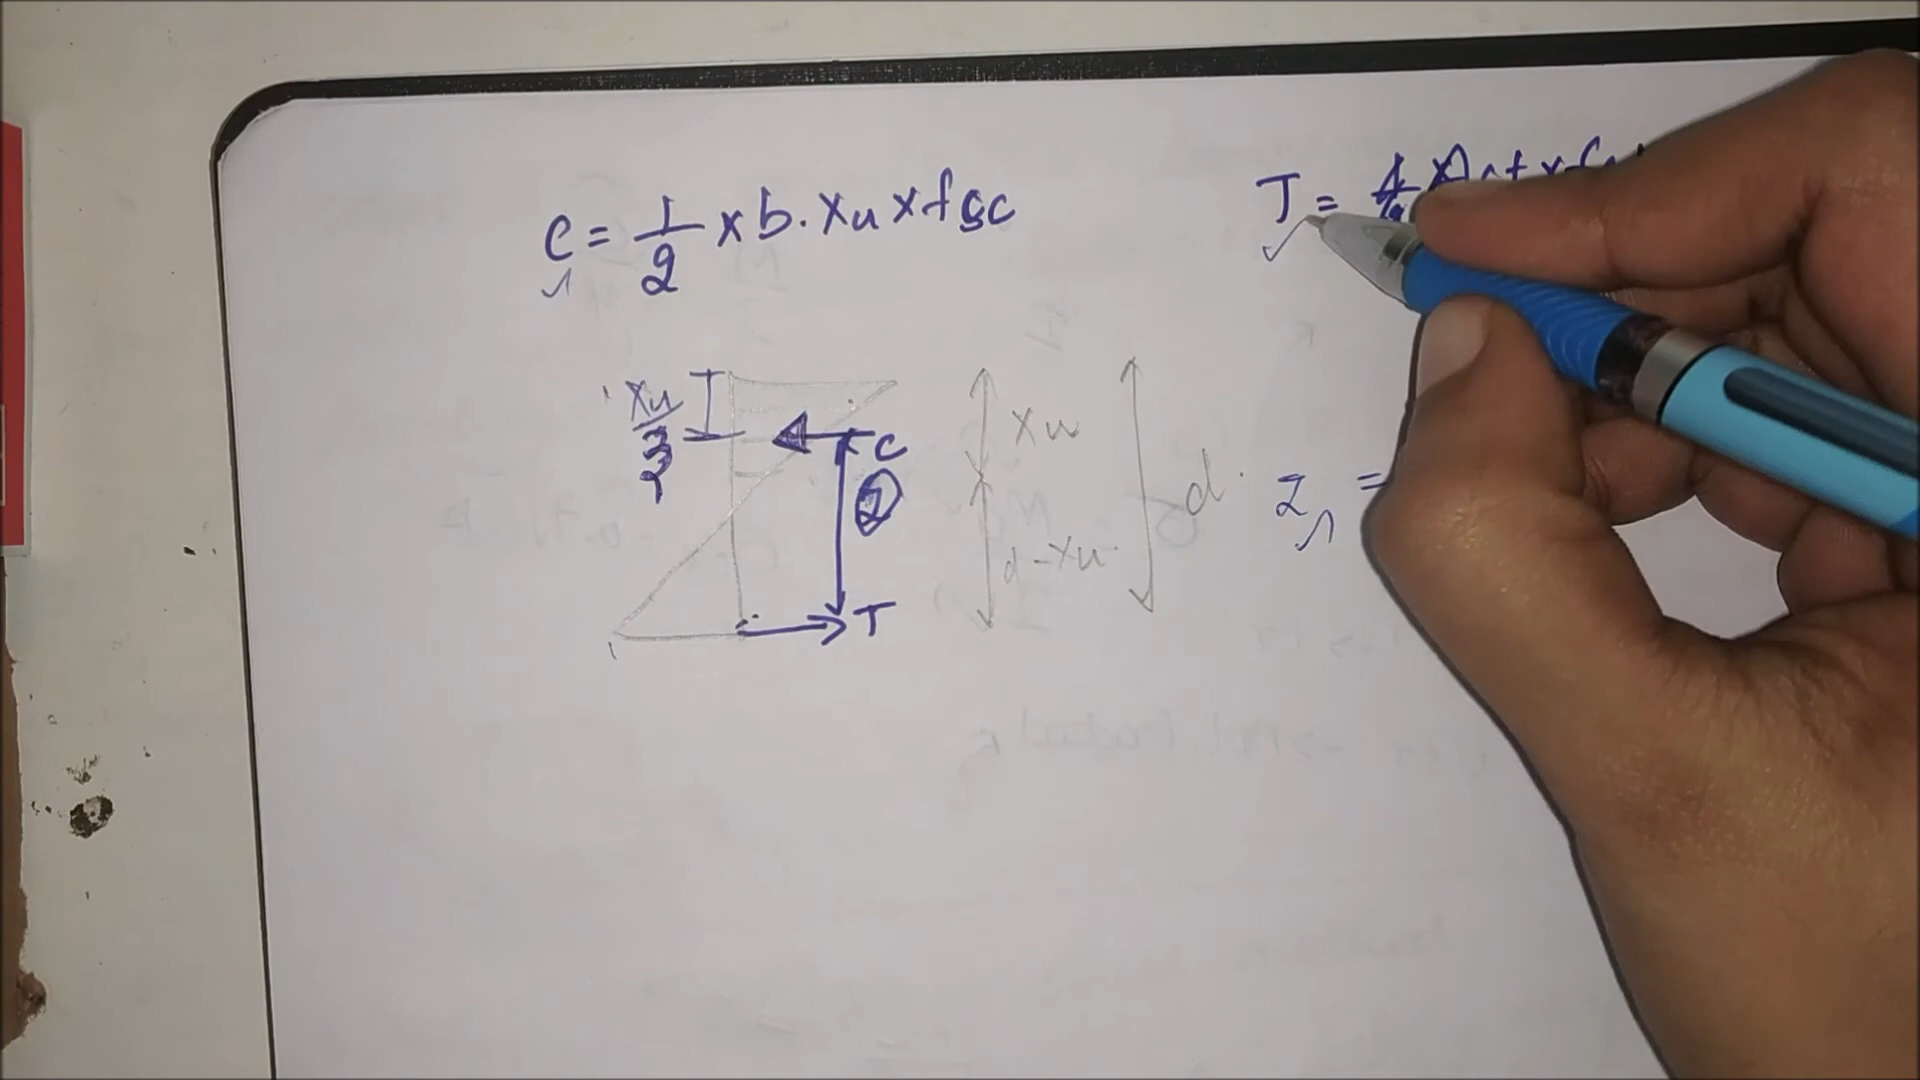 C = 1/2 × b. Xu × fsc
T =
Xu/3
C
Z
T
Xu
d-Xu
d
Z =